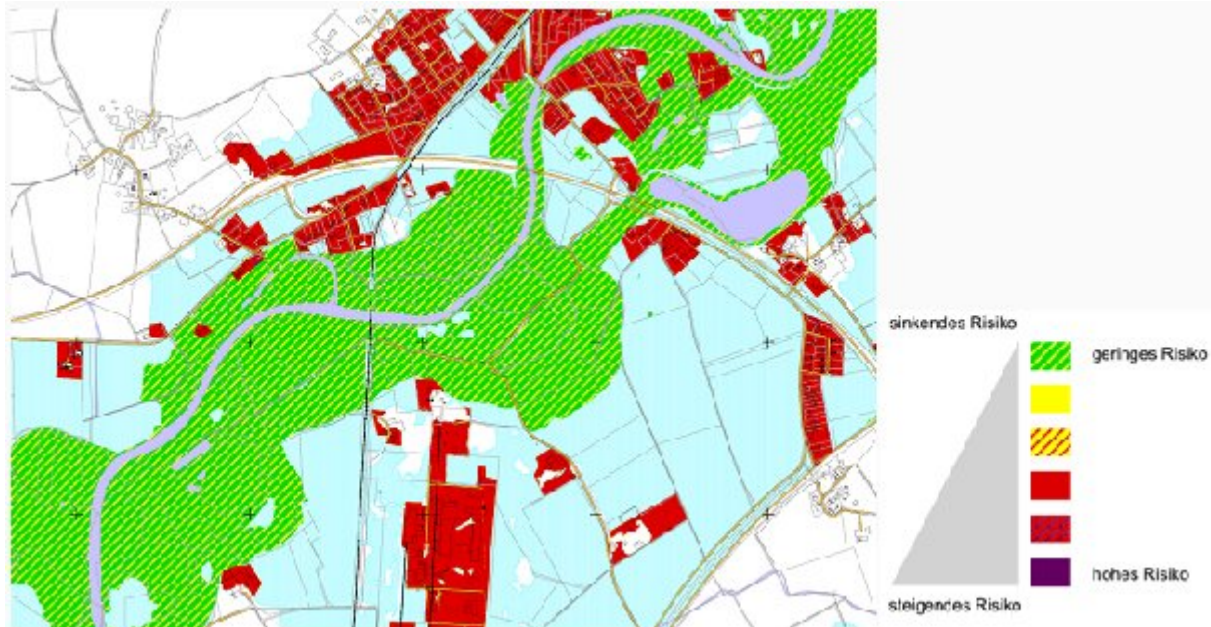 sinkendes Risiko
geringes Risiko
hohes Risiko
steigendes Risiko